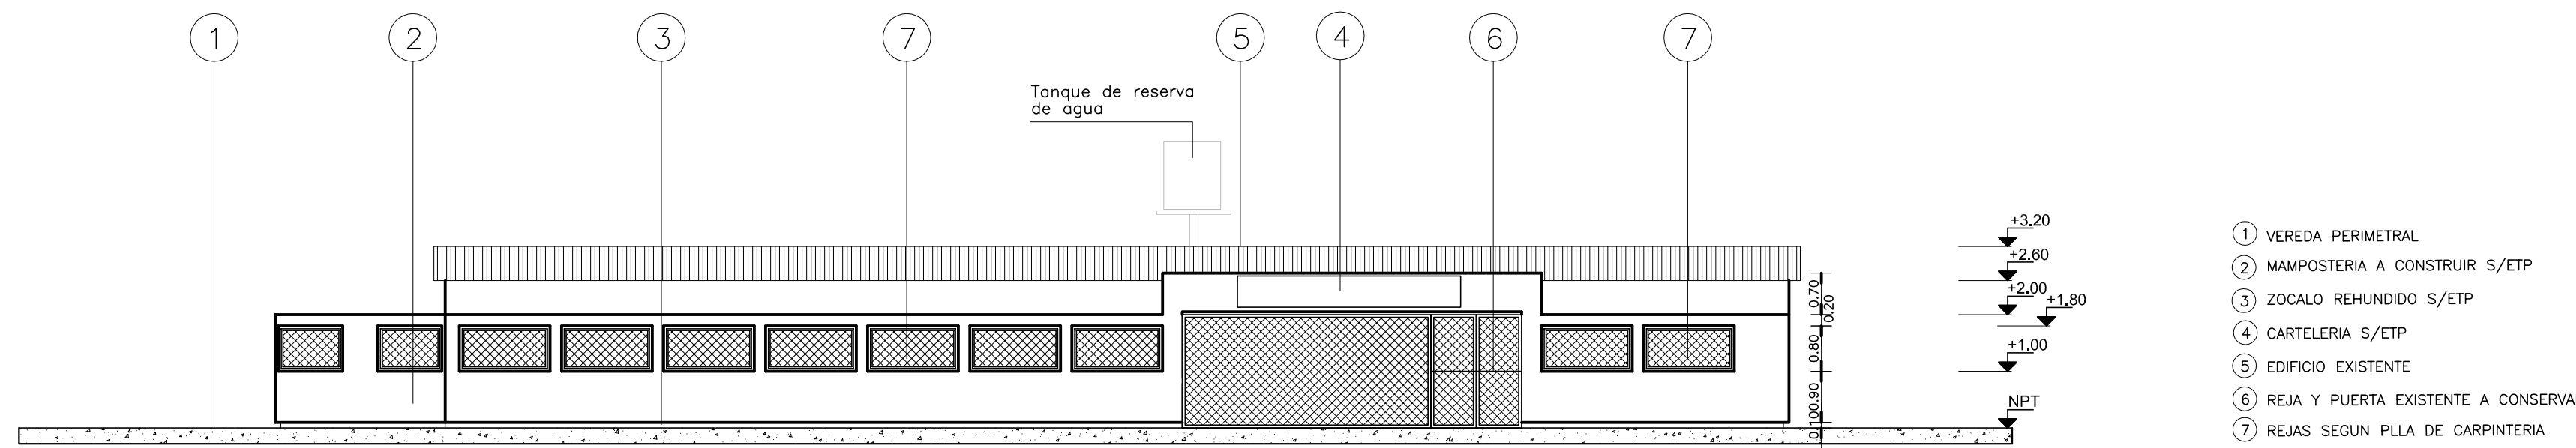 1
2
3
7
5
4
6
7
Tanque de reserva
de agua
+3.20
+2.60
+2.00
+1.80
+1.00
NPT
0.70
0.20
0.80
0.90
0.10
1 VEREDA PERIMETRAL
2 MAMPOSTERIA A CONSTRUIR S/ETP
3 ZOCALO REHUNDIDO S/ETP
4 CARTELERIA S/ETP
5 EDIFICIO EXISTENTE
6 REJA Y PUERTA EXISTENTE A CONSERVA
7 REJAS SEGUN PLLA DE CARPINTERIA